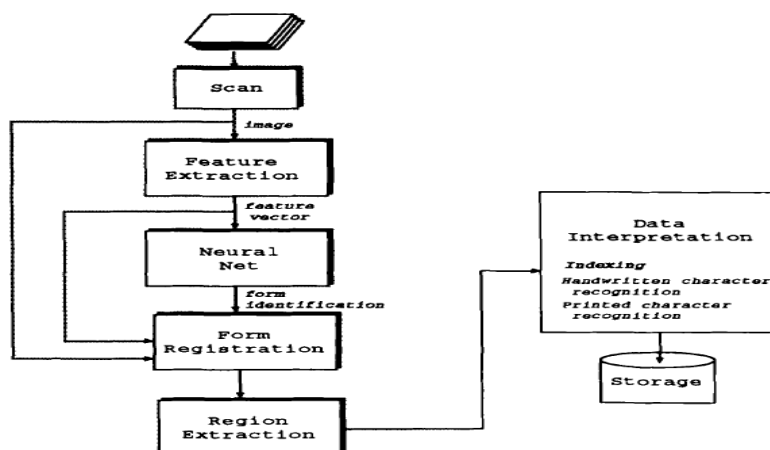 Scan
image
Feature
Extraction
feature
vector
Neural
Net
form
identification
Form
Registration
Region
Extraction
Data
Interpretation
Indexing
Handwritten character
recognition
Printed character
recognition
Storage